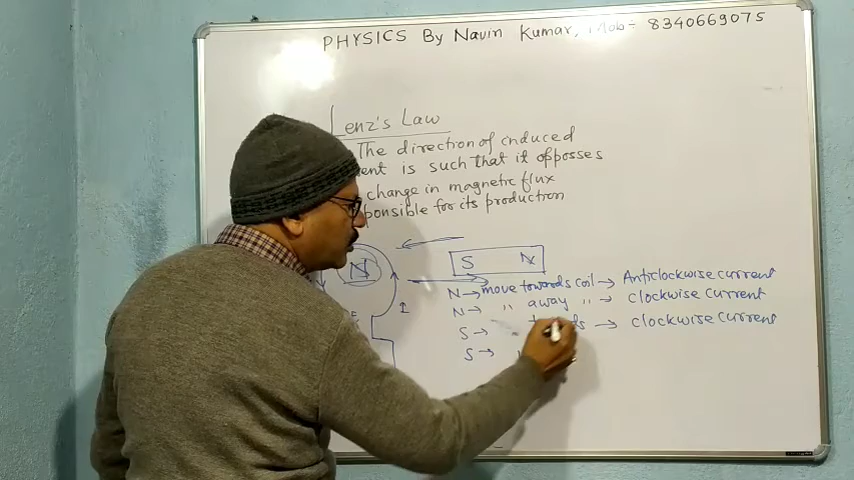 PHYSICS By Navin Kumar, Mob÷ 8340669075
Lenz's Law
The direction of induced
ent is such that it opposses
change in magnetic flux
ponsible for its production
N
S N
I
N → move towards coil → Anticlockwise current
N → " away " → clockwise current
S → → clockwise current
S →